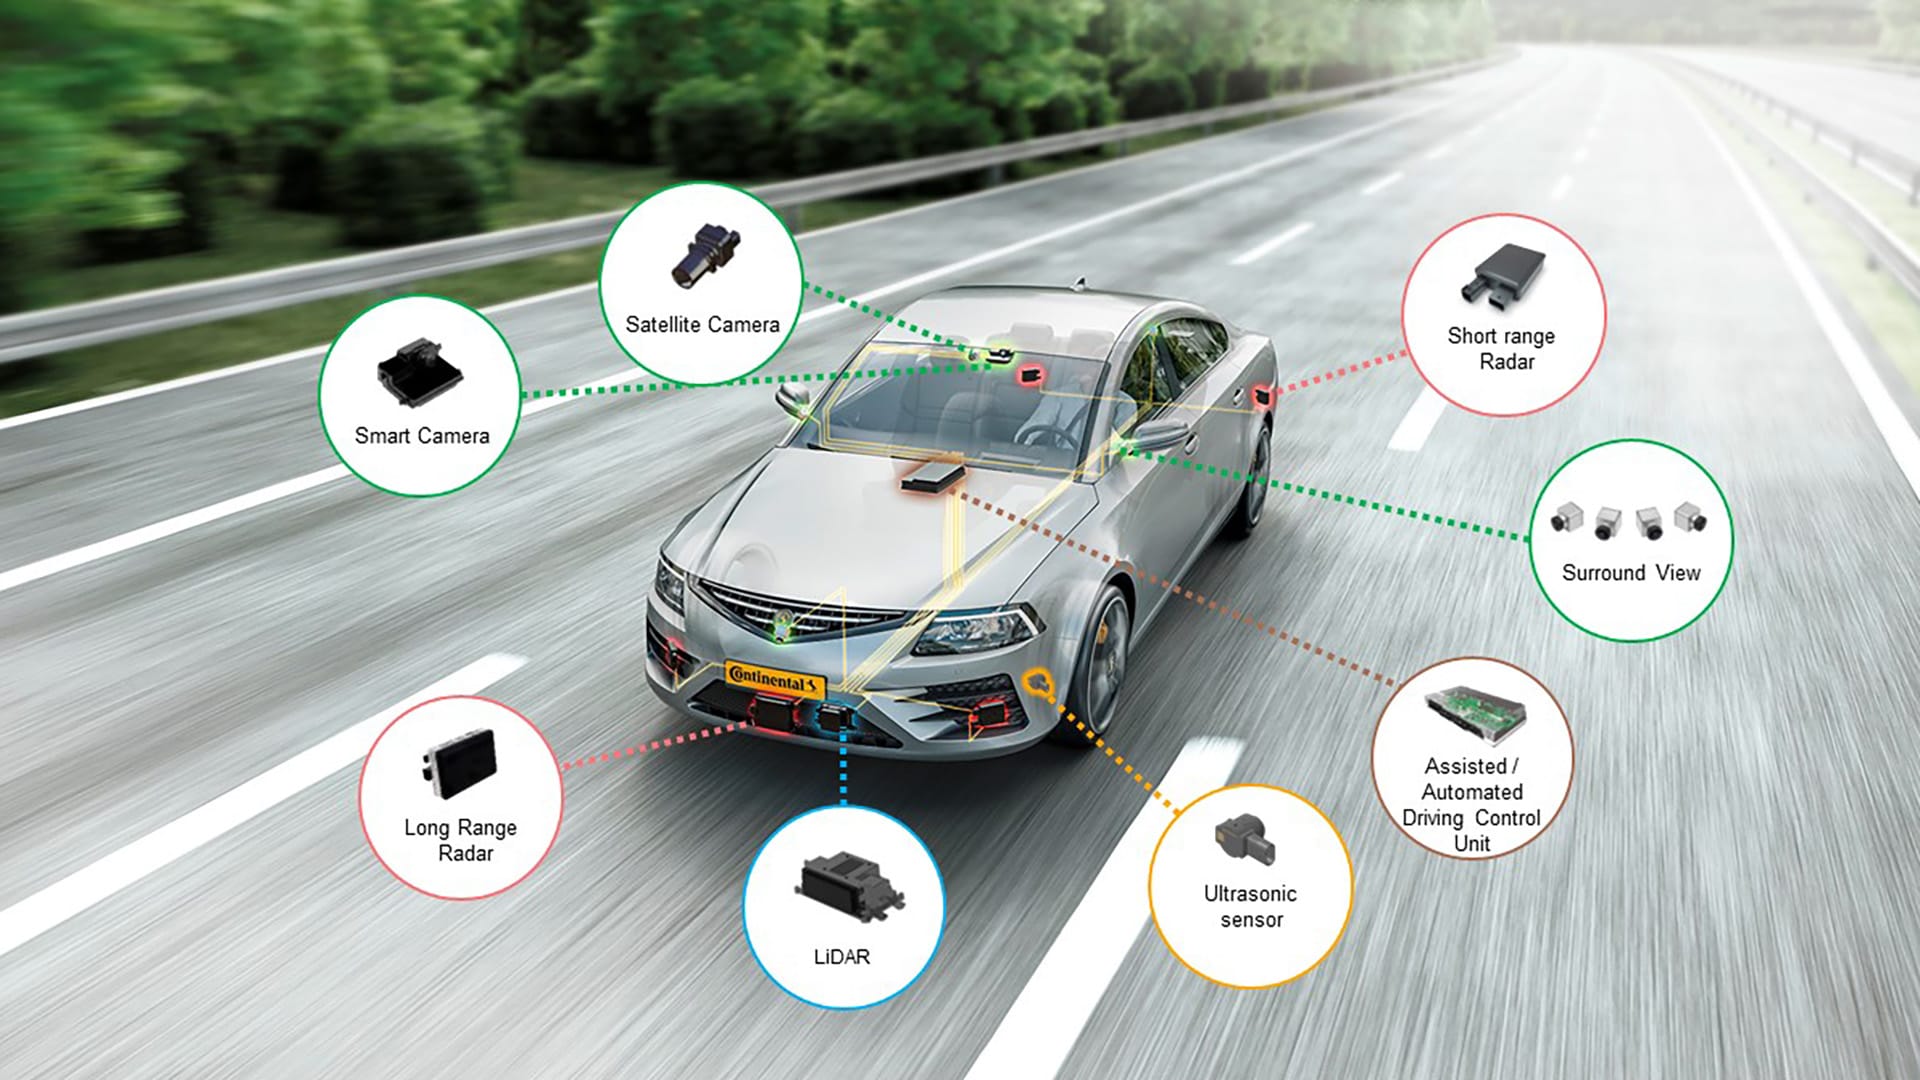 Satellite Camera
Smart Camera
Short range
Radar
Surround View
Continental
Assisted /
Automated
Driving Control
Unit
Long Range
Radar
Ultrasonic
sensor
LiDAR